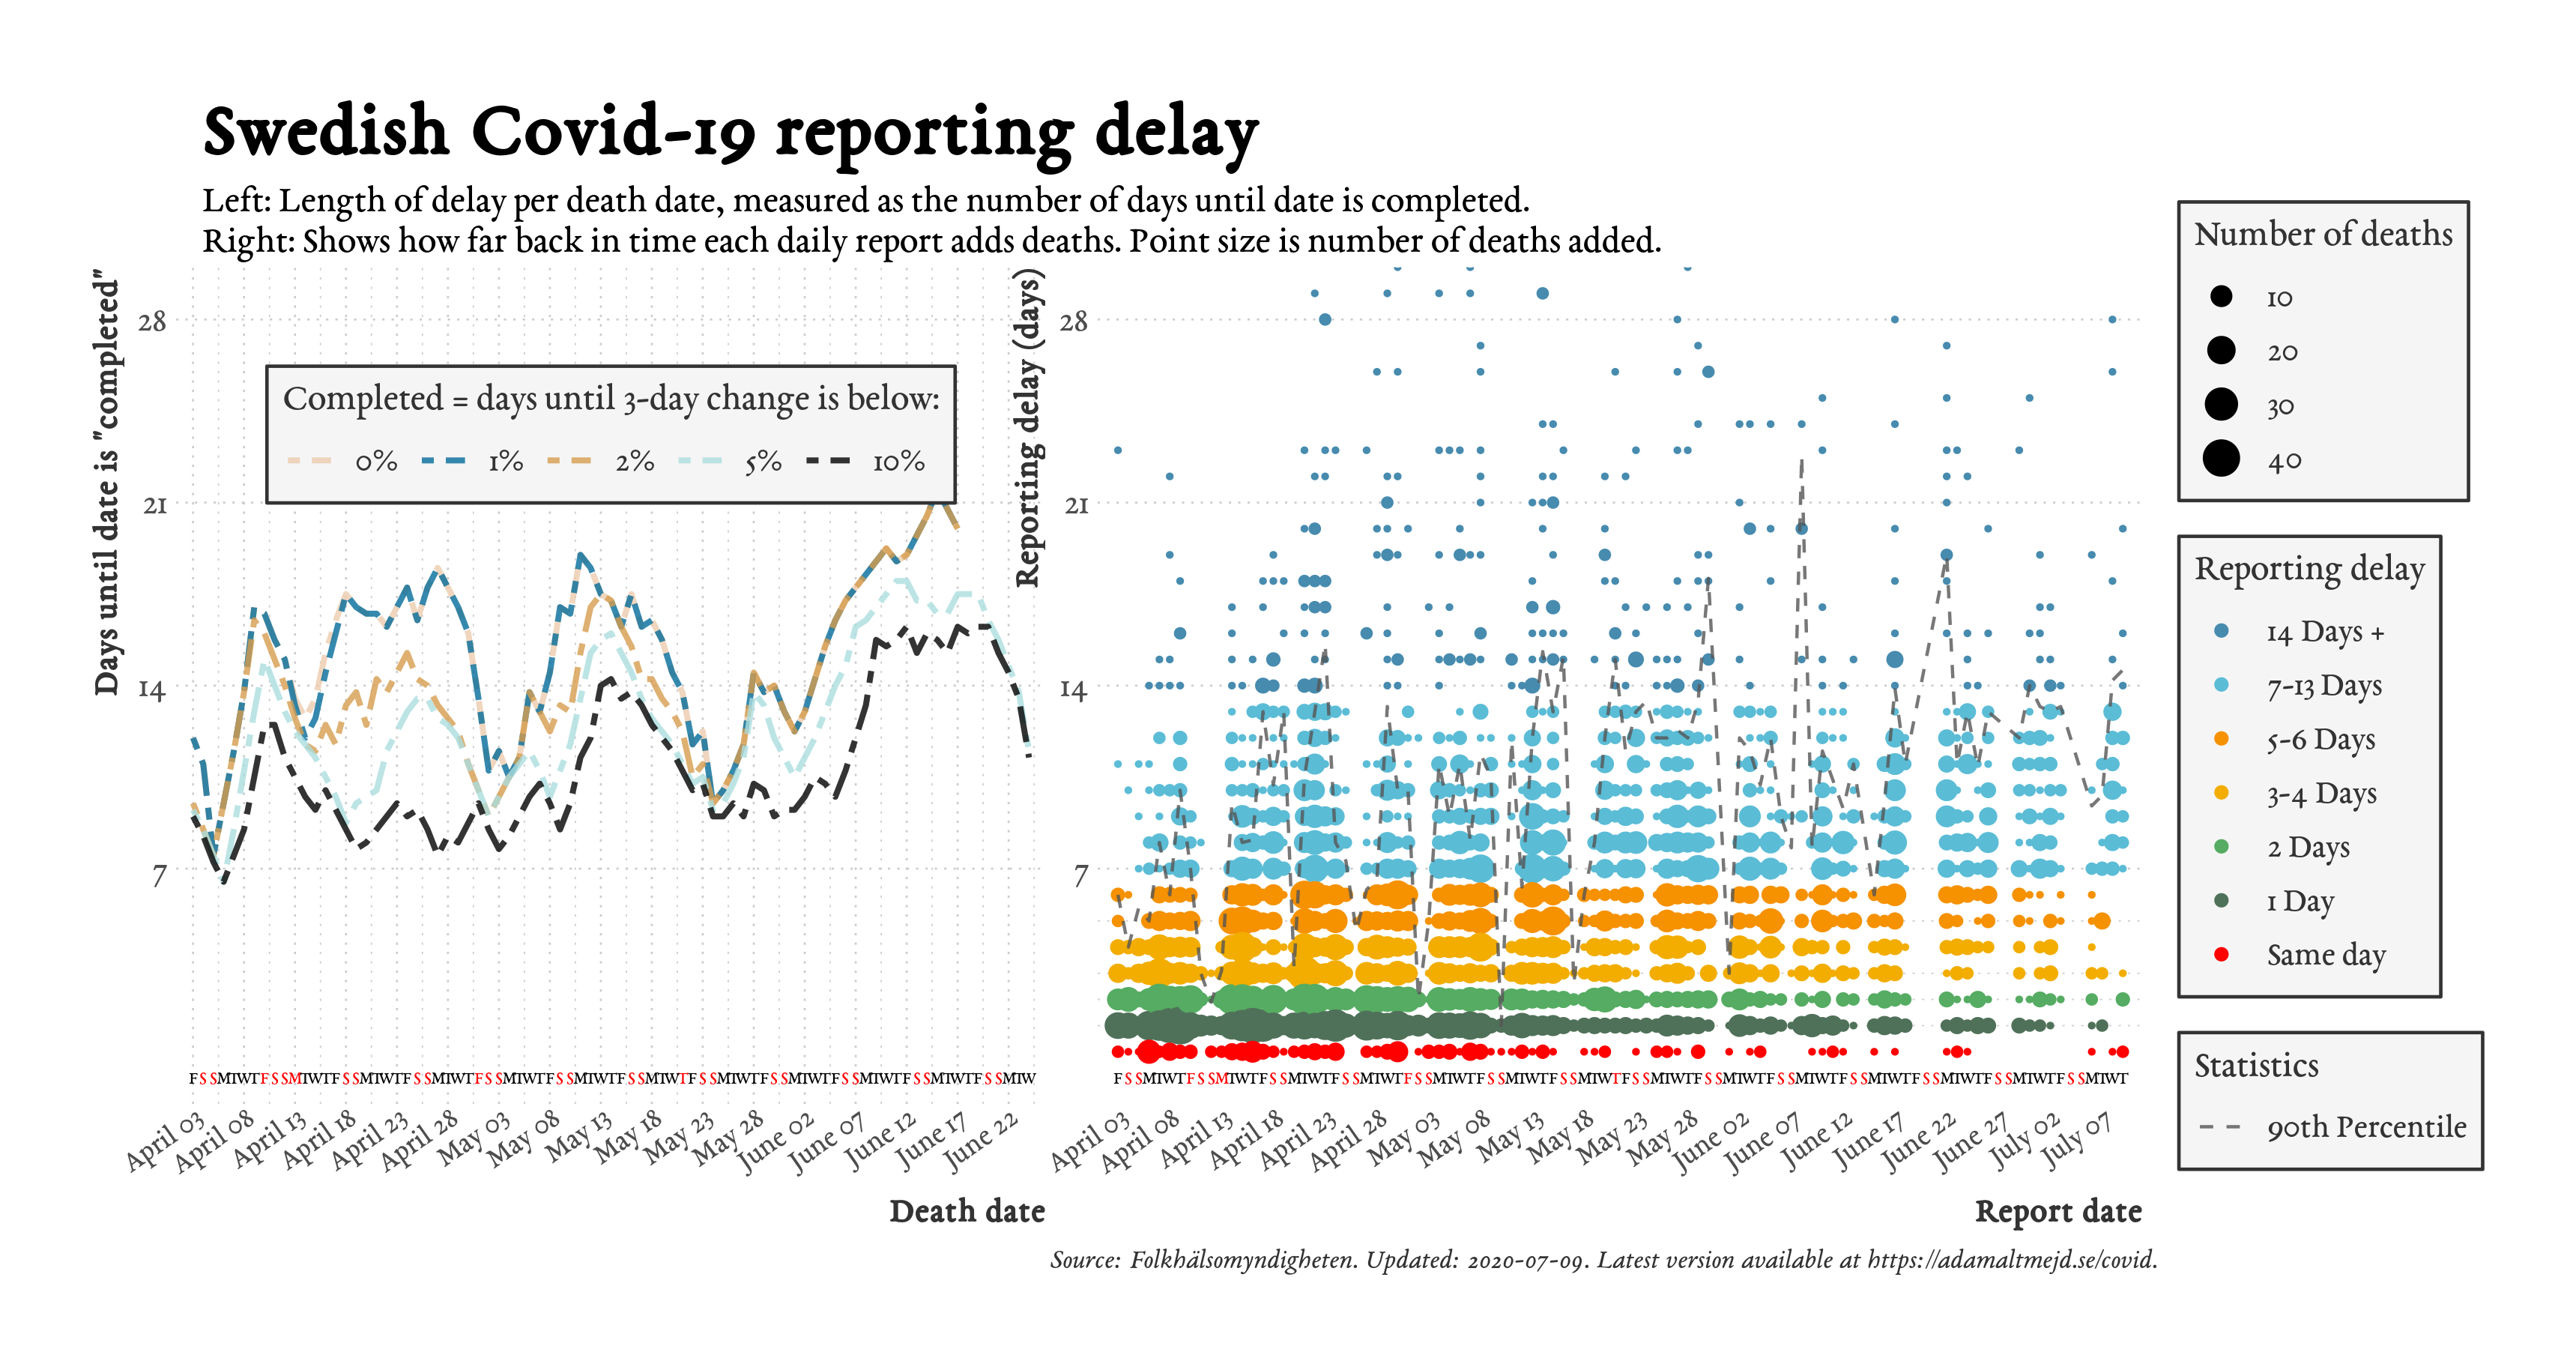 Swedish Covid-19 reporting delay
Left: Length of delay per death date, measured as the number of days until date is completed.
Right: Shows how far back in time each daily report adds deaths. Point size is number of deaths added.
Days until date is "completed"
28
21
14
7
Completed = days until 3-day change is below:
0% 1% 2% 5% 10%
F S S M T W T F S S M T W T F S S M T W T F S S M T W T F S S M T W T F S S M T W T F S S M T W T F S S M T W T F S S M T W T F S S M T W T F S S M T W T F S S M T W
April 03
April 08
April 13
April 18
April 23
April 28
May 03
May 08
May 13
May 18
May 23
May 28
June 02
June 07
June 12
June 17
June 22
Death date
Reporting delay (days)
28
21
14
7
F S S M T W T F S S M T W T F S S M T W T F S S M T W T F S S M T W T F S S M T W T F S S M T W T F S S M T W T F S S M T W T F S S M T W T F S S M T W T F S S M T W T F S S M T W T F S S M T W T
April 03
April 08
April 13
April 18
April 23
April 28
May 03
May 08
May 13
May 18
May 23
May 28
June 02
June 07
June 12
June 17
June 22
June 27
July 02
July 07
Report date
Number of deaths
10
20
30
40
Reporting delay
14 Days +
7-13 Days
5-6 Days
3-4 Days
2 Days
1 Day
Same day
Statistics
90th Percentile
Source: Folkhälsomyndigheten. Updated: 2020-07-09. Latest version available at https://adamaltmejd.se/covid.